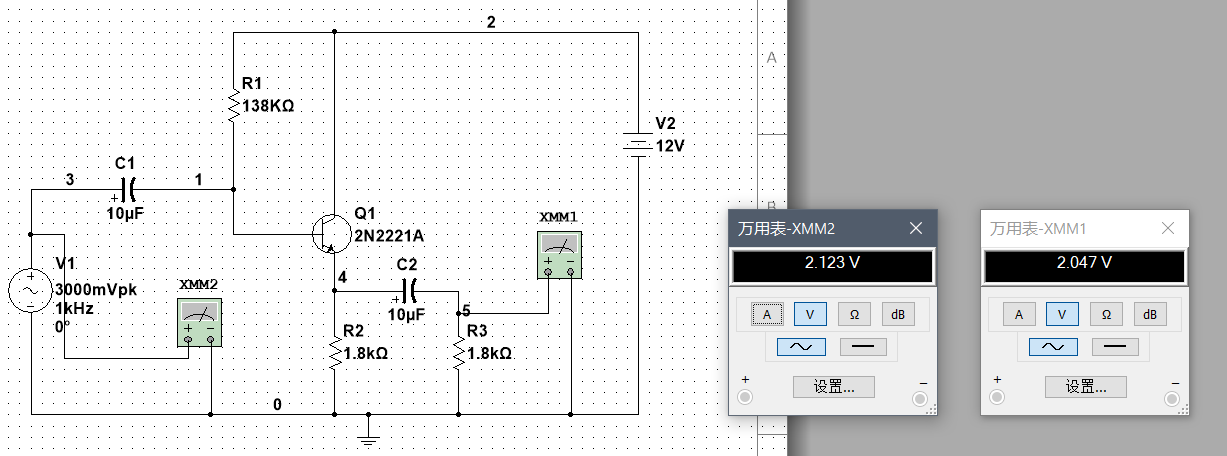 2
A
R1
138KΩ
V2
12V
C1
3
1
+
10µF
B
Q1
2N2221A
XMM1
+ −
万用表-XMM2
2.123 V
A
V
Ω
dB
+
设置...
−
万用表-XMM1
2.047 V
A
V
Ω
dB
+
设置...
−
V1
+
−
3000mVpk
1kHz
0°
XMM2
+ −
4
C2
+
10µF
5
R2
1.8kΩ
R3
1.8kΩ
0